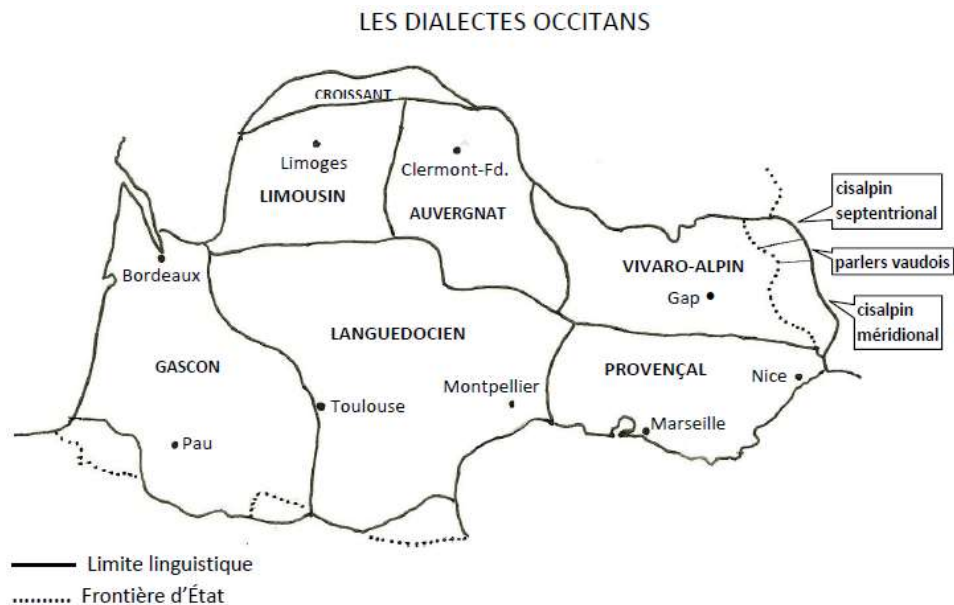 LES DIALECTES OCCITANS
CROISSANT
Limoges
LIMOUSIN
Clermont-Fd.
AUVERGNAT
cisalpin
septentrional
parlers vaudois
cisalpin
méridional
VIVARO-ALPIN
Gap
Bordeaux
GASCON
Pau
LANGUEDOCIEN
Toulouse
Montpellier
PROVENÇAL
Nice
Marseille
Limite linguistique
Frontière d'État